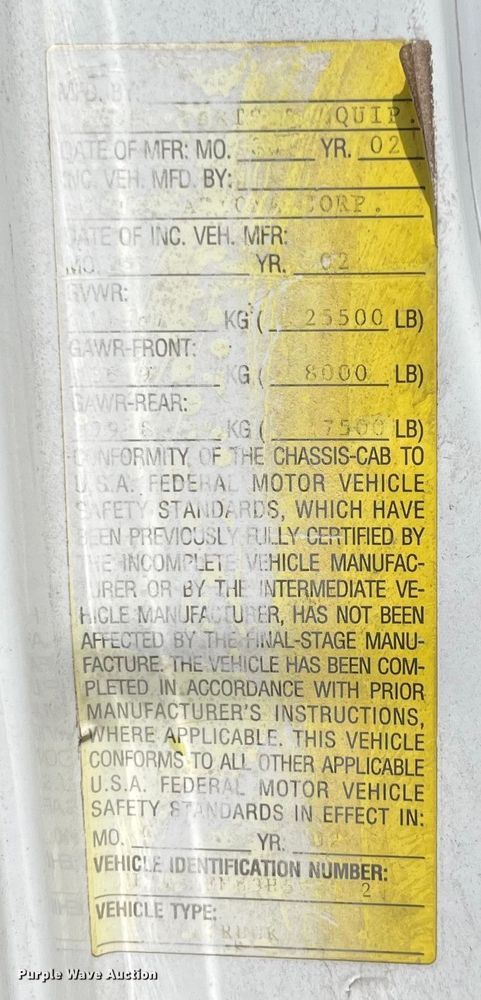 MFD. BY
QUIP.
DATE OF MFR: MO. YR. 02
INC. VEH. MFD. BY:
CORP.
DATE OF INC. VEH. MFR:
MO. YR. 02
GVWR:
KG ( 25500 LB)
GAWR-FRONT:
KG ( 8000 LB)
GAWR-REAR:
KG ( 17500 LB)
CONFORMITY OF THE CHASSIS-CAB TO
U.S.A. FEDERAL MOTOR VEHICLE
SAFETY STANDARDS, WHICH HAVE
BEEN PREVIOUSLY FULLY CERTIFIED BY
THE INCOMPLETE VEHICLE MANUFAC-
TURER OR BY THE INTERMEDIATE VE-
HICLE MANUFACTURER, HAS NOT BEEN
AFFECTED BY THE FINAL-STAGE MANU-
FACTURE. THE VEHICLE HAS BEEN COM-
PLETED IN ACCORDANCE WITH PRIOR
MANUFACTURER'S INSTRUCTIONS,
WHERE APPLICABLE. THIS VEHICLE
CONFORMS TO ALL OTHER APPLICABLE
U.S.A. FEDERAL MOTOR VEHICLE
SAFETY STANDARDS IN EFFECT IN:
MO. YR. 02
VEHICLE IDENTIFICATION NUMBER:
VEHICLE TYPE:
TRUCK
Purple Wave Auction